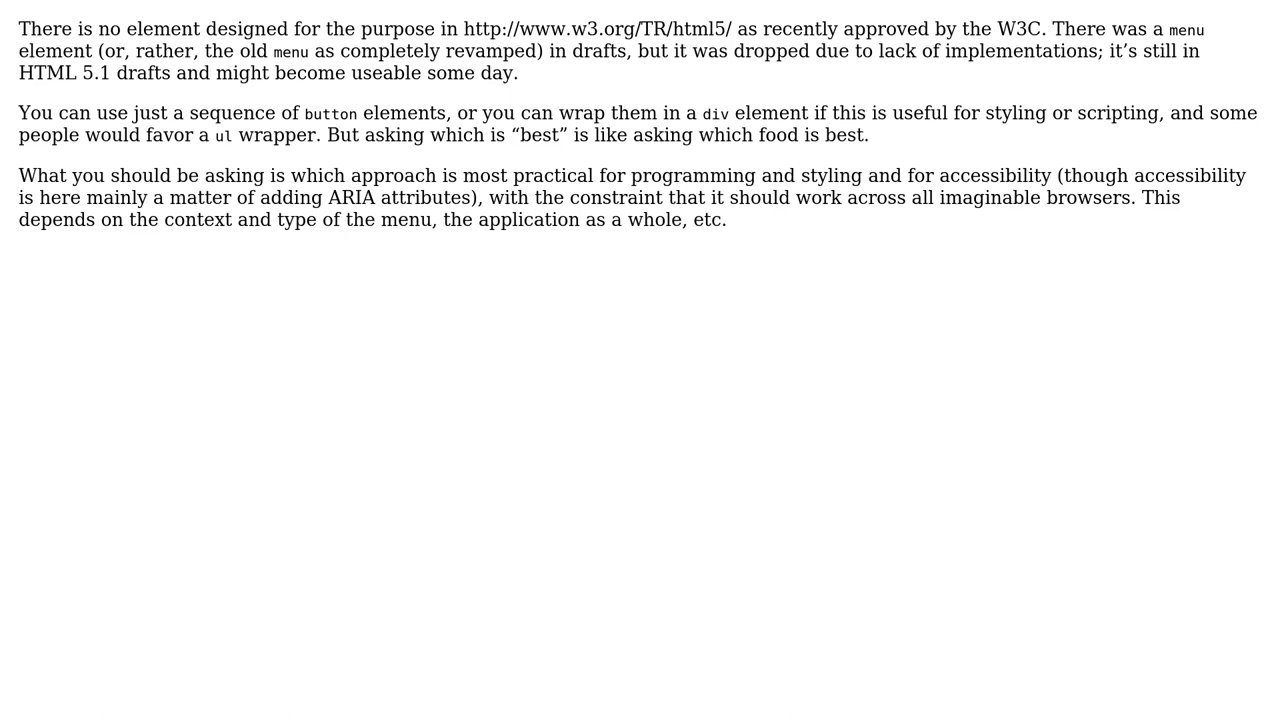 There is no element designed for the purpose in http://www.w3.org/TR/html5/ as recently approved by the W3C. There was a menu
element (or, rather, the old menu as completely revamped) in drafts, but it was dropped due to lack of implementations; it’s still in
HTML 5.1 drafts and might become useable some day.
You can use just a sequence of button elements, or you can wrap them in a div element if this is useful for styling or scripting, and some
people would favor a ul wrapper. But asking which is “best” is like asking which food is best.
What you should be asking is which approach is most practical for programming and styling and for accessibility (though accessibility
is here mainly a matter of adding ARIA attributes), with the constraint that it should work across all imaginable browsers. This
depends on the context and type of the menu, the application as a whole, etc.